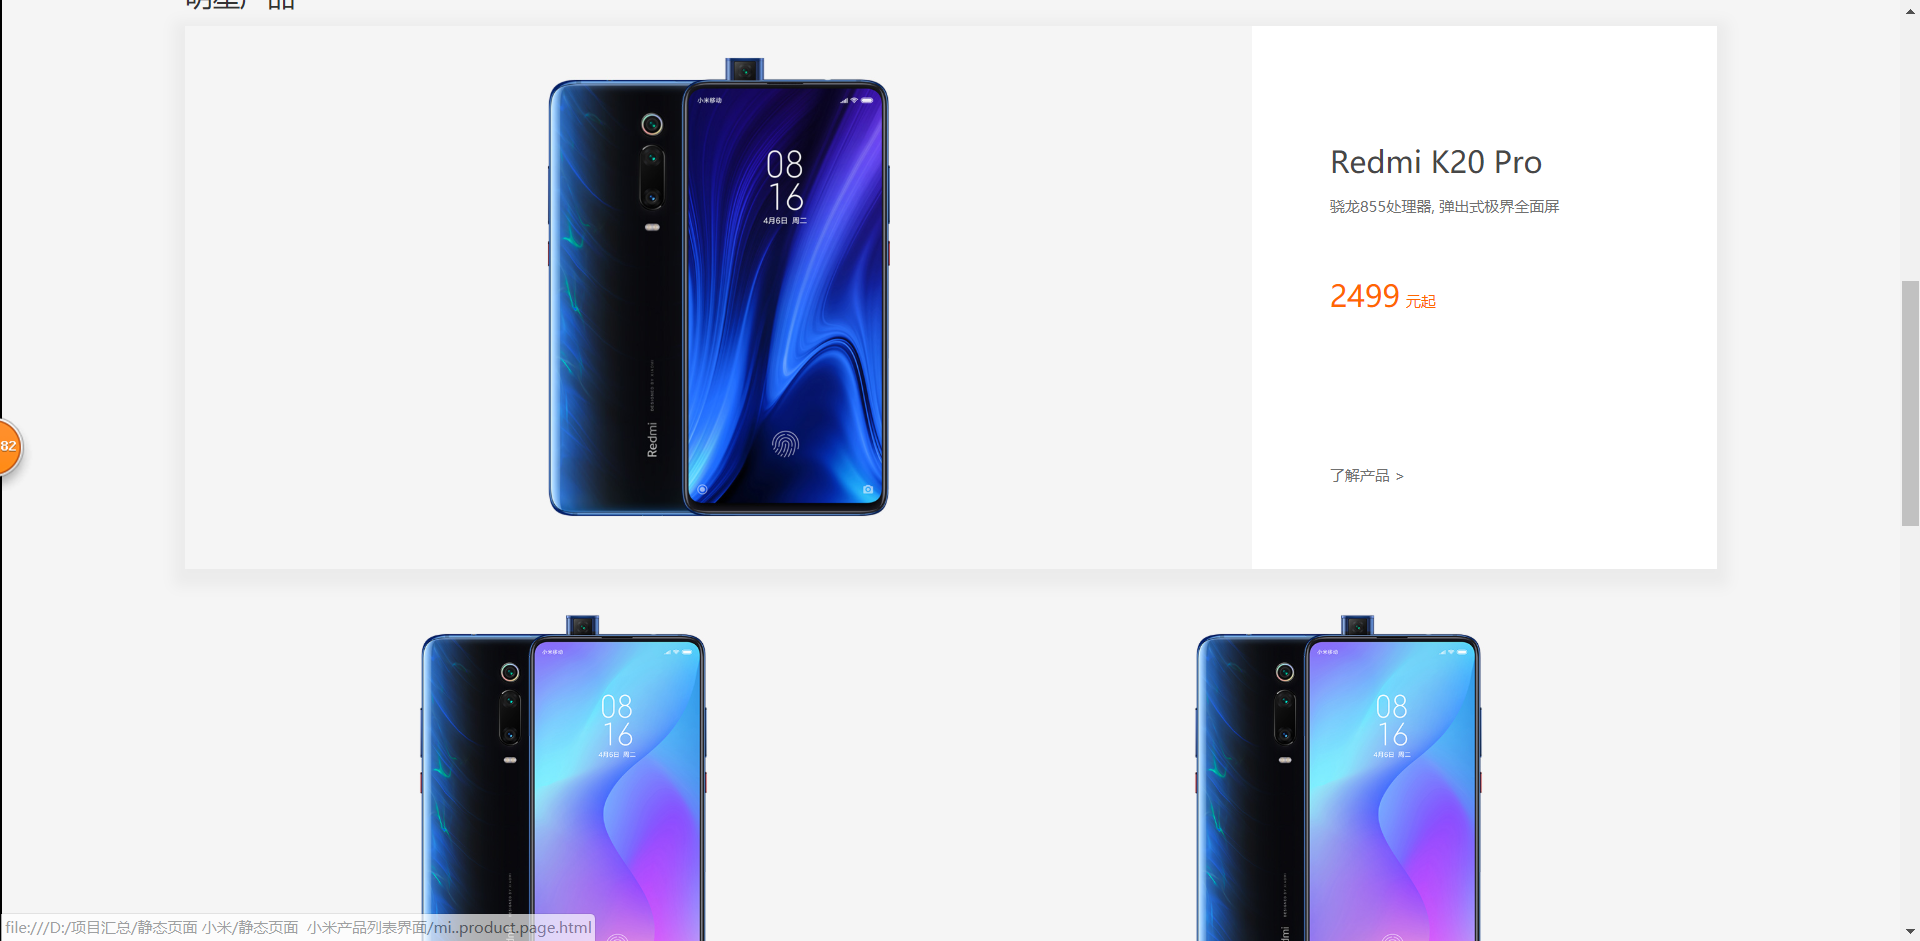 明星产品
小米移动
08
16
4月6日 周二
Redmi
Redmi K20 Pro
骁龙855处理器, 弹出式极界全面屏
2499 元起
了解产品 >
82
小米移动
08
16
4月6日 周二
小米移动
08
16
4月6日 周二
file:///D:/项目汇总/静态页面 小米/静态页面  小米产品列表界面/mi..product.page.html